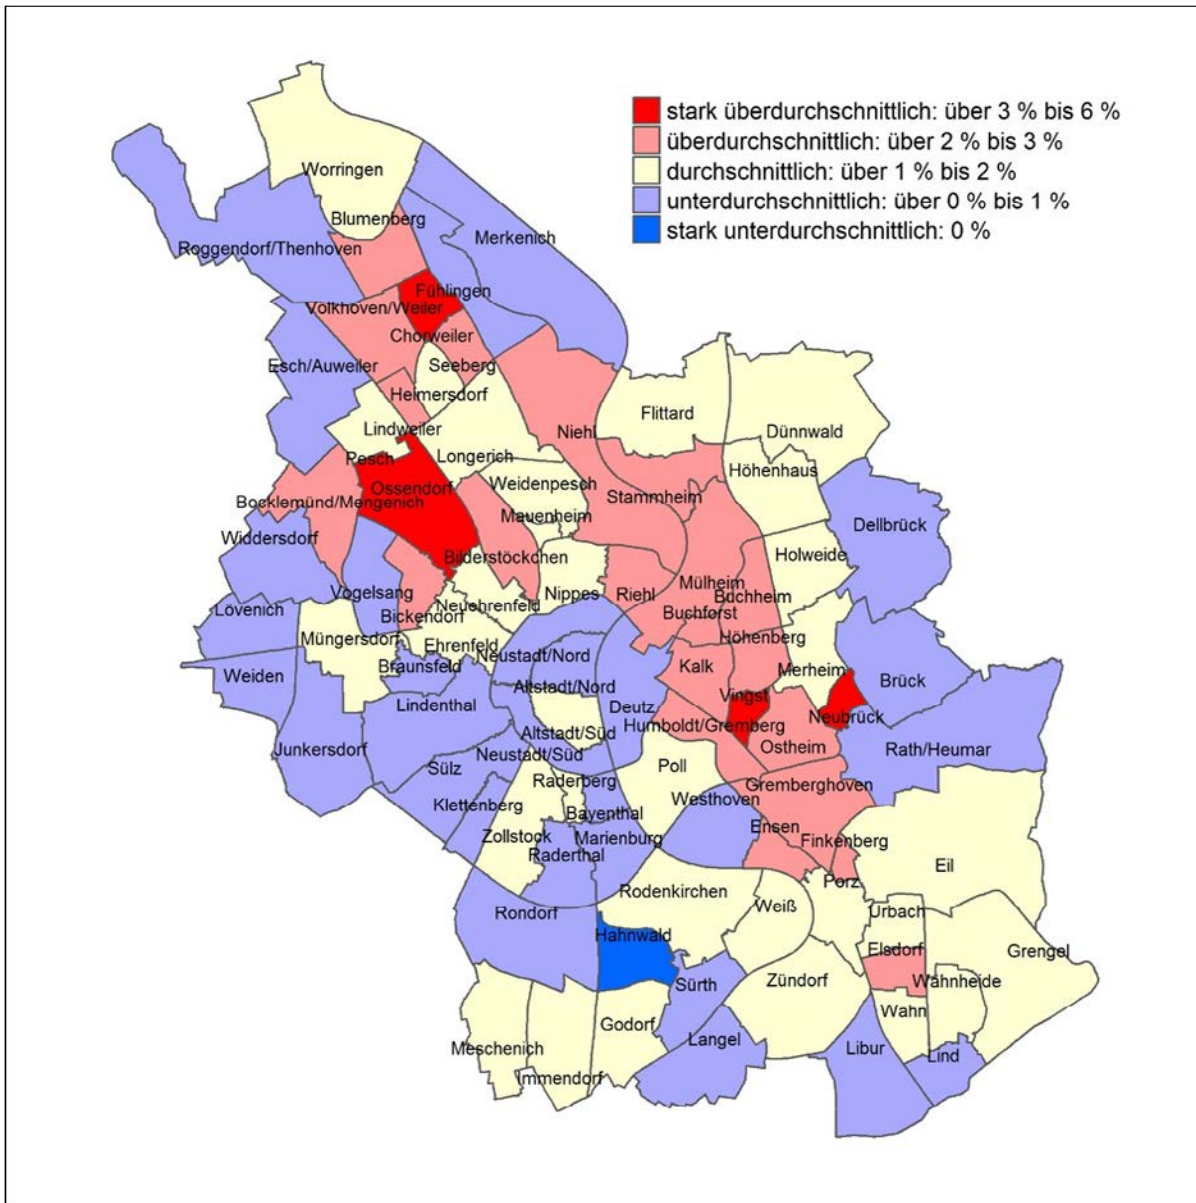 stark überdurchschnittlich: über 3 % bis 6 %
überdurchschnittlich: über 2 % bis 3 %
durchschnittlich: über 1 % bis 2 %
unterdurchschnittlich: über 0 % bis 1 %
stark unterdurchschnittlich: 0 %
Worringen
Blumenberg
Roggendorf/Thenhoven
Merkenich
Fühlingen
Volkhoven/Weiler
Chorweiler
Esch/Auweiler
Seeberg
Heimersdorf
Flittard
Lindweiler
Niehl
Dünnwald
Pesch
Longerich
Höhenhaus
Ossendorf
Weidenpesch
Stammheim
Bocklemünd/Mengenich
Mauenheim
Dellbrück
Widdersdorf
Bilderstöckchen
Holweide
Mülheim
Vogelsang
Nippes
Riehl
Buchheim
Lövenich
Neuehrenfeld
Buchforst
Bickendorf
Müngersdorf
Ehrenfeld
Höhenberg
Neustadt/Nord
Braunsfeld
Kalk
Merheim
Weiden
Brück
Altstadt/Nord
Vingst
Lindenthal
Deutz
Neubrück
Humboldt/Gremberg
Altstadt/Süd
Junkersdorf
Ostheim
Rath/Heumar
Neustadt/Süd
Sülz
Poll
Raderberg
Gremberghoven
Klettenberg
Westhoven
Bayenthal
Ensen
Zollstock
Marienburg
Finkenberg
Raderthal
Eil
Porz
Rodenkirchen
Weiß
Rondorf
Urbach
Hahnwald
Elsdorf
Grengel
Sürth
Zündorf
Wahnheide
Wahn
Godorf
Langel
Meschenich
Libur
Lind
Immendorf